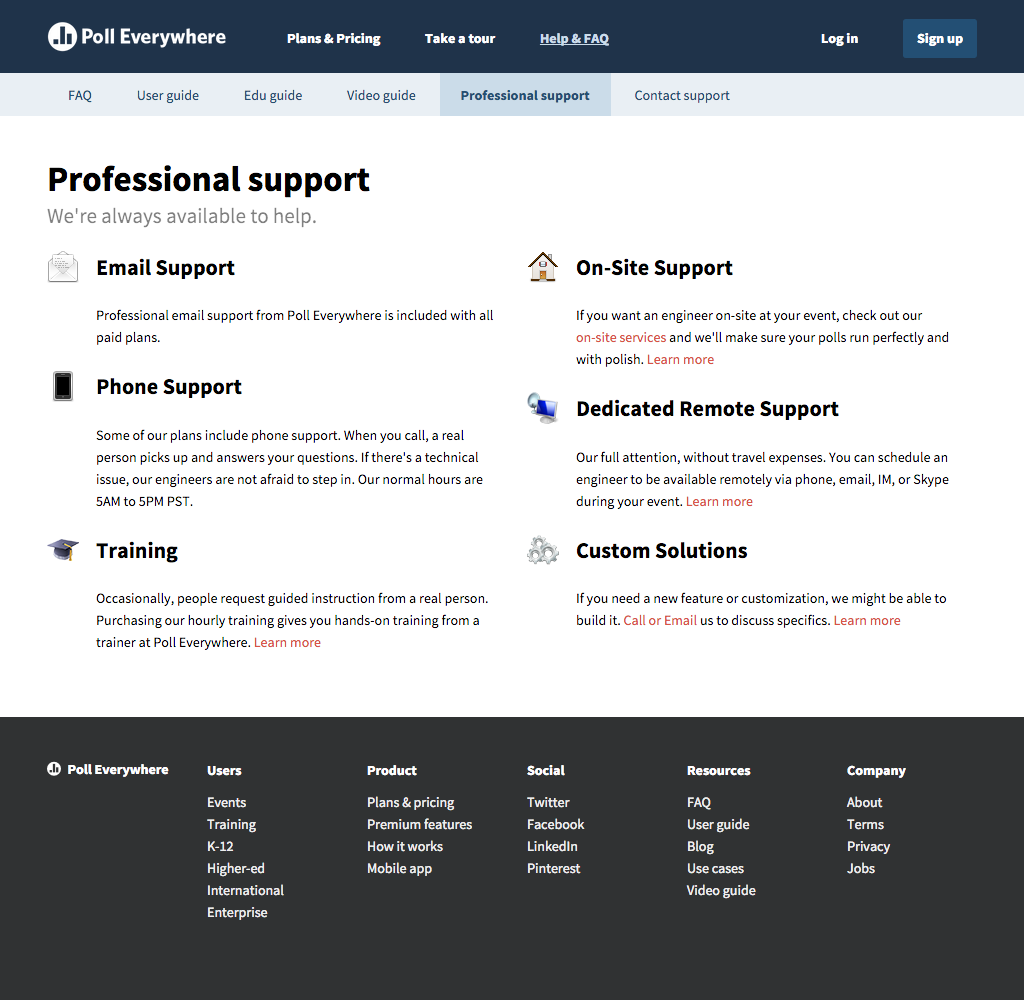 Poll Everywhere
Plans & Pricing
Take a tour
Help & FAQ
Log in
Sign up
FAQ
User guide
Edu guide
Video guide
Professional support
Contact support
Professional support
We're always available to help.
Email Support
Professional email support from Poll Everywhere is included with all
paid plans.
Phone Support
Some of our plans include phone support. When you call, a real
person picks up and answers your questions. If there's a technical
issue, our engineers are not afraid to step in. Our normal hours are
5AM to 5PM PST.
Training
Occasionally, people request guided instruction from a real person.
Purchasing our hourly training gives you hands-on training from a
trainer at Poll Everywhere. Learn more
On-Site Support
If you want an engineer on-site at your event, check out our
on-site services and we'll make sure your polls run perfectly and
with polish. Learn more
Dedicated Remote Support
Our full attention, without travel expenses. You can schedule an
engineer to be available remotely via phone, email, IM, or Skype
during your event. Learn more
Custom Solutions
If you need a new feature or customization, we might be able to
build it. Call or Email us to discuss specifics. Learn more
Poll Everywhere
Users
Events
Training
K-12
Higher-ed
International
Enterprise
Product
Plans & pricing
Premium features
How it works
Mobile app
Social
Twitter
Facebook
LinkedIn
Pinterest
Resources
FAQ
User guide
Blog
Use cases
Video guide
Company
About
Terms
Privacy
Jobs